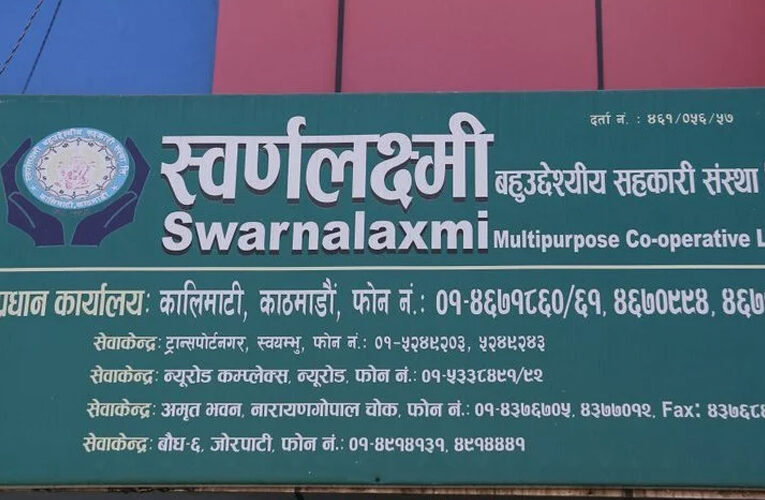 दर्ता नं. : ४६१/०५६/५७
स्वर्णलक्ष्मी बहुउद्देश्यीय सहकारी संस्था
Swarnalaxmi Multipurpose Co-operative L
प्रधान कार्यालय: कालिमाटी, काठमाडौं, फोन नं.: ०१-४६७१८६०/६१, ४६७०९९४, ४६७
सेवाकेन्द्र: ट्रान्सपोर्टनगर, स्वयम्भु, फोन नं.: ०१-५२४९२०३, ५२४९२४३
सेवाकेन्द्र: न्यूरोड कम्प्लेक्स, न्यूरोड, फोन नं.: ०१-५३३८४९१/९२
सेवाकेन्द्र: अमृत भवन, नारायणगोपाल चोक, फोन नं.: ०१-४३७६७०५, ४३७७०१२, Fax: ४३७६८
सेवाकेन्द्र: बौध-६, जोरपाटी, फोन नं.: ०१-४९१४१३१, ४९१४४४१